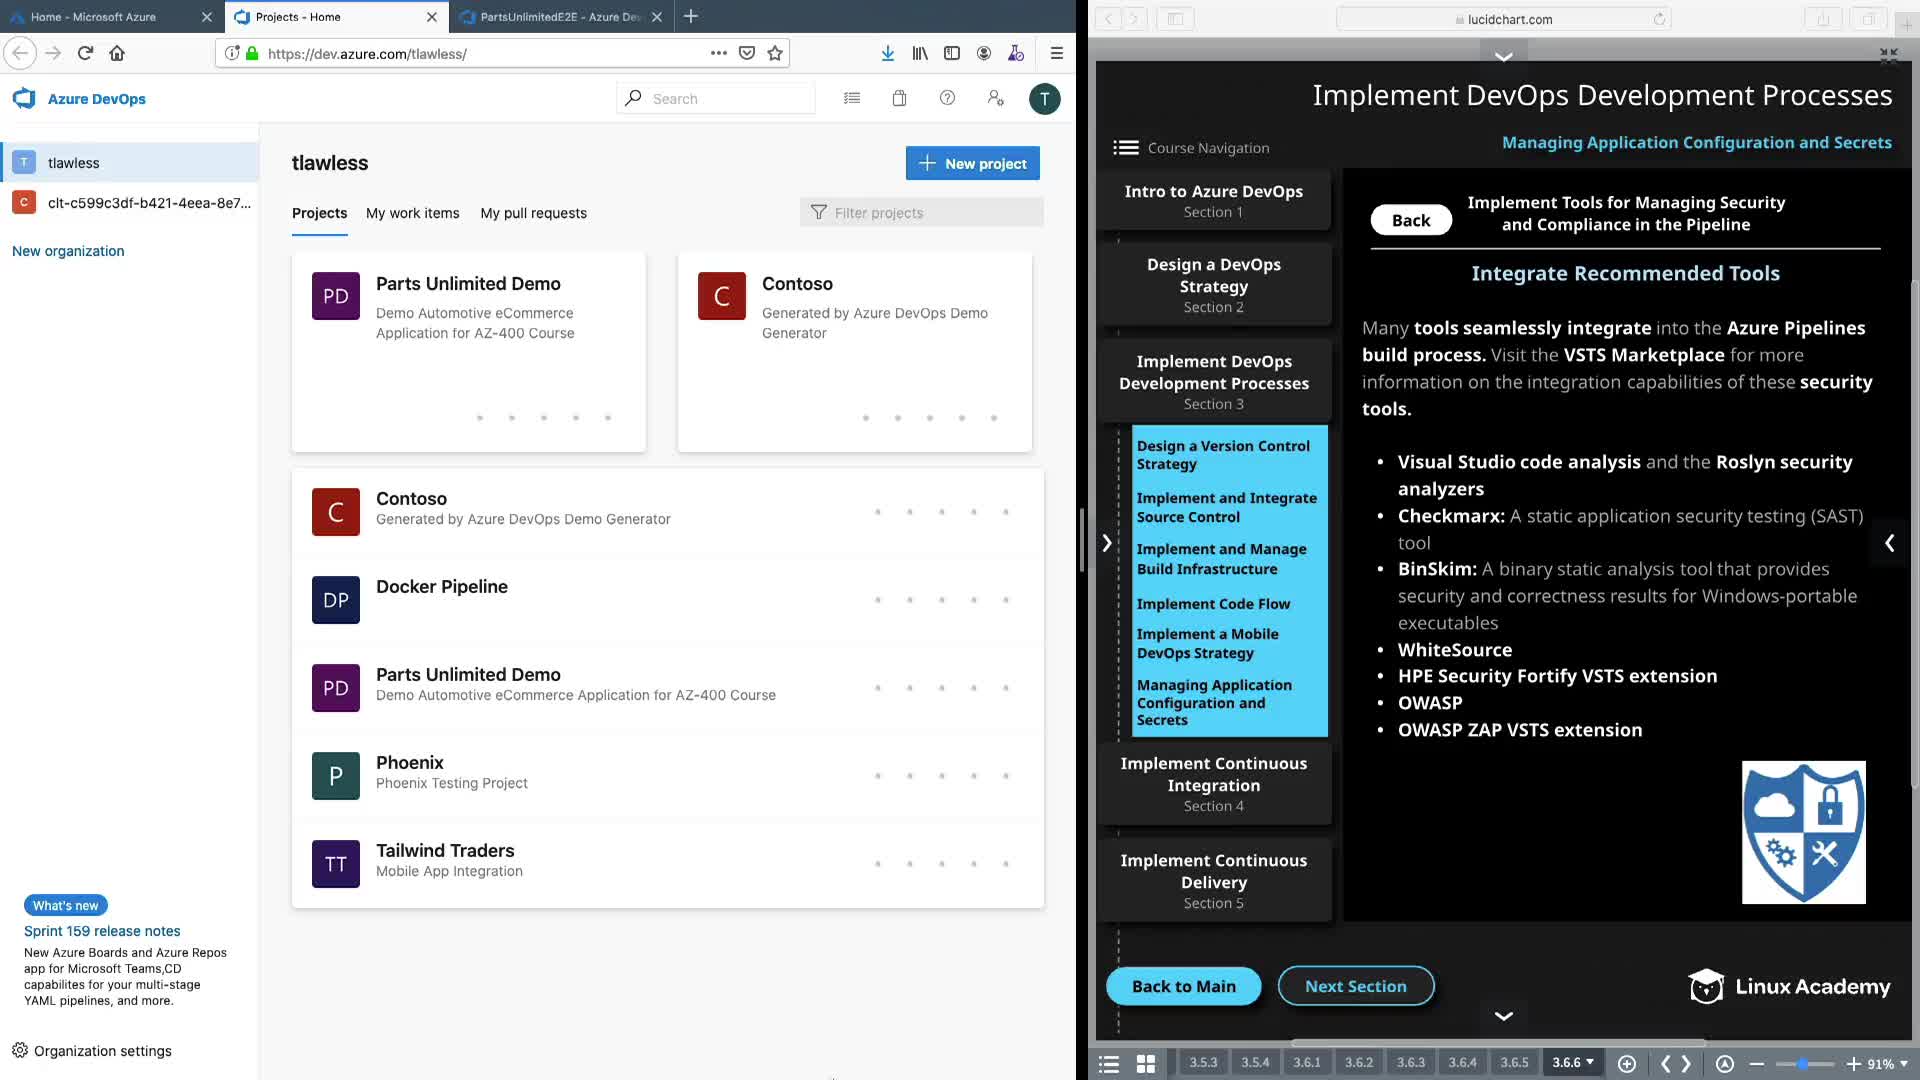 Home - Microsoft Azure
Projects - Home
PartsUnlimitedE2E - Azure Dev
https://dev.azure.com/tlawless/
Azure DevOps
Search
T
T
tlawless
C
clt-c599c3df-b421-4eea-8e7...
New organization
tlawless
New project
Projects
My work items
My pull requests
Filter projects
PD
Parts Unlimited Demo
Demo Automotive eCommerce
Application for AZ-400 Course
C
Contoso
Generated by Azure DevOps Demo
Generator
C
Contoso
Generated by Azure DevOps Demo Generator
DP
Docker Pipeline
PD
Parts Unlimited Demo
Demo Automotive eCommerce Application for AZ-400 Course
P
Phoenix
Phoenix Testing Project
TT
Tailwind Traders
Mobile App Integration
What's new
Sprint 159 release notes
New Azure Boards and Azure Repos
app for Microsoft Teams,CD
capabilites for your multi-stage
YAML pipelines, and more.
Organization settings
lucidchart.com
Implement DevOps Development Processes
Course Navigation
Managing Application Configuration and Secrets
Intro to Azure DevOps
Section 1
Design a DevOps
Strategy
Section 2
Implement DevOps
Development Processes
Section 3
Design a Version Control
Strategy
Implement and Integrate
Source Control
Implement and Manage
Build Infrastructure
Implement Code Flow
Implement a Mobile
DevOps Strategy
Managing Application
Configuration and
Secrets
Implement Continuous
Integration
Section 4
Implement Continuous
Delivery
Section 5
Back
Implement Tools for Managing Security
and Compliance in the Pipeline
Integrate Recommended Tools
Many tools seamlessly integrate into the Azure Pipelines
build process. Visit the VSTS Marketplace for more
information on the integration capabilities of these security
tools.
• Visual Studio code analysis and the Roslyn security
analyzers
• Checkmarx: A static application security testing (SAST)
tool
• BinSkim: A binary static analysis tool that provides
security and correctness results for Windows-portable
executables
• WhiteSource
• HPE Security Fortify VSTS extension
• OWASP
• OWASP ZAP VSTS extension
Back to Main
Next Section
Linux Academy
3.5.3
3.5.4
3.6.1
3.6.2
3.6.3
3.6.4
3.6.5
3.6.6
91%